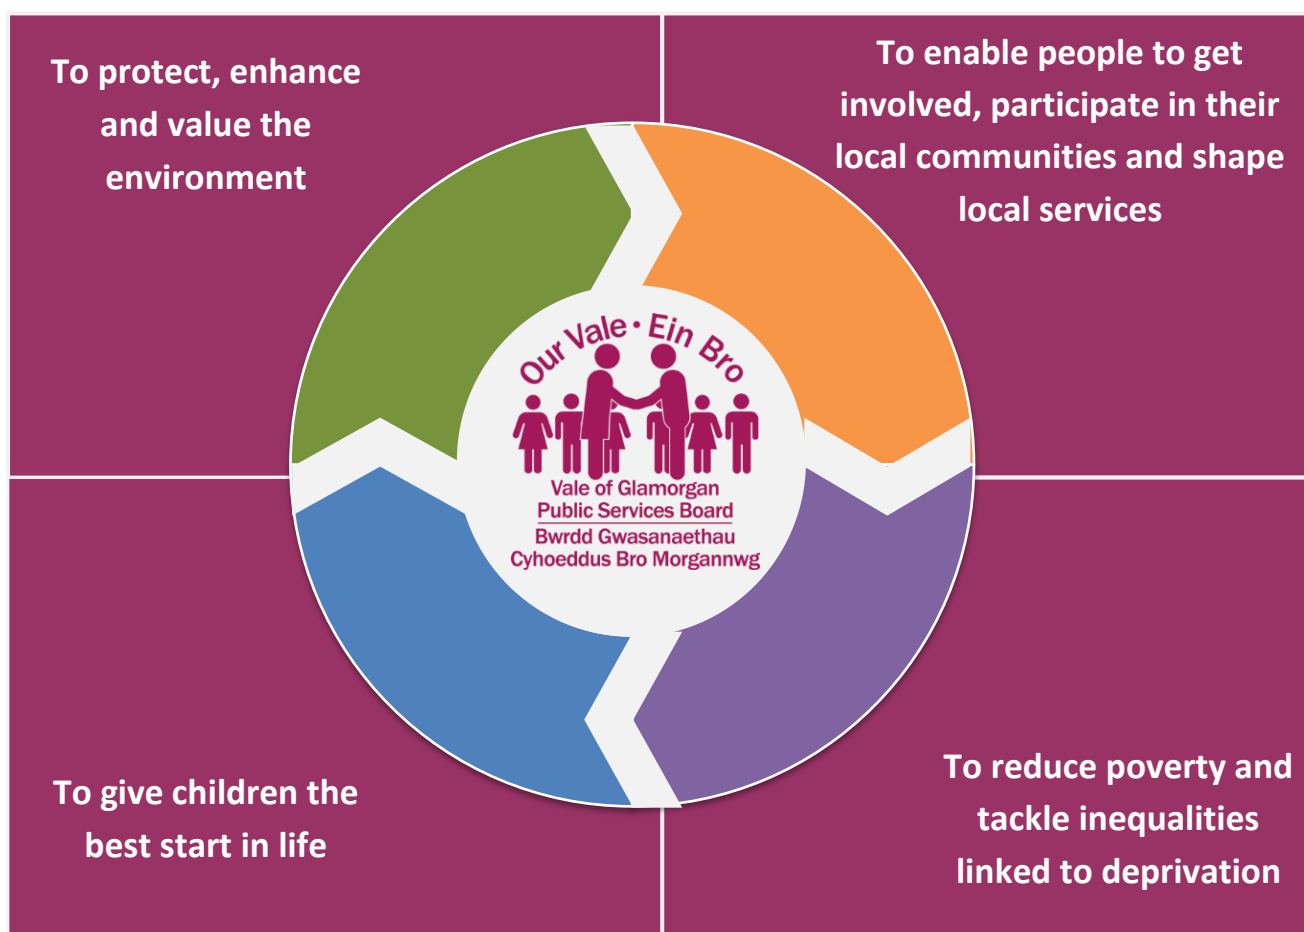 To protect, enhance
and value the
environment
To enable people to get
involved, participate in their
local communities and shape
local services
Our Vale • Ein Bro
Vale of Glamorgan
Public Services Board
Bwrdd Gwasanaethau
Cyhoeddus Bro Morgannwg
To give children the
best start in life
To reduce poverty and
tackle inequalities
linked to deprivation